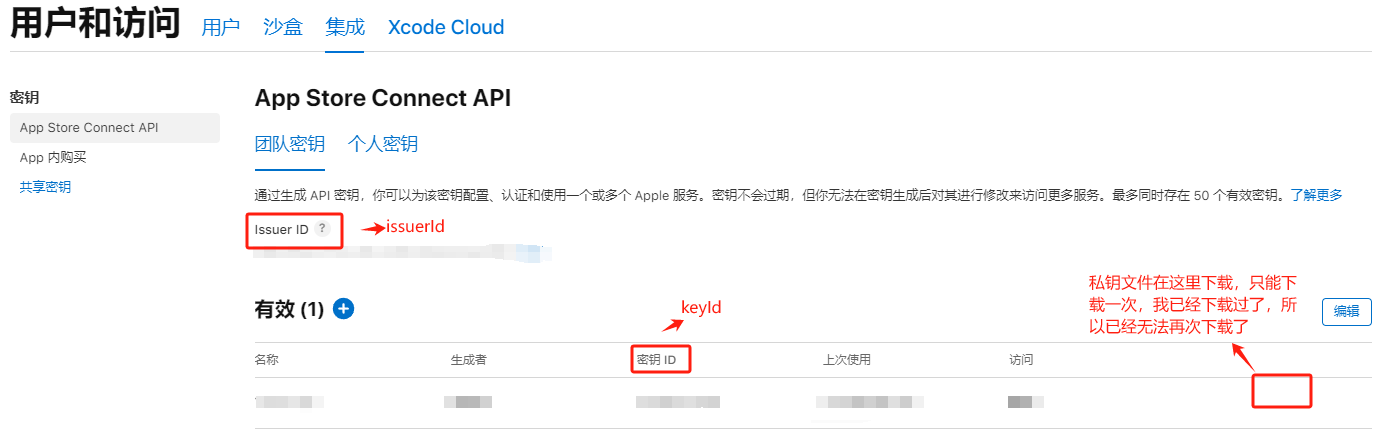 用户和访问 用户 沙盒 集成 Xcode Cloud
密钥
App Store Connect API
App 内购买
共享密钥
App Store Connect API
团队密钥 个人密钥
通过生成 API 密钥，你可以为该密钥配置、认证和使用一个或多个 Apple 服务。密钥不会过期，但你无法在密钥生成后对其进行修改来访问更多服务。最多同时存在 50 个有效密钥。了解更多
Issuer ID ?
issuerId
有效 (1)
keyId
私钥文件在这里下载，只能下
载一次，我已经下载过了，所
以已经无法再次下载了
编辑
名称 生成者 密钥 ID 上次使用 访问